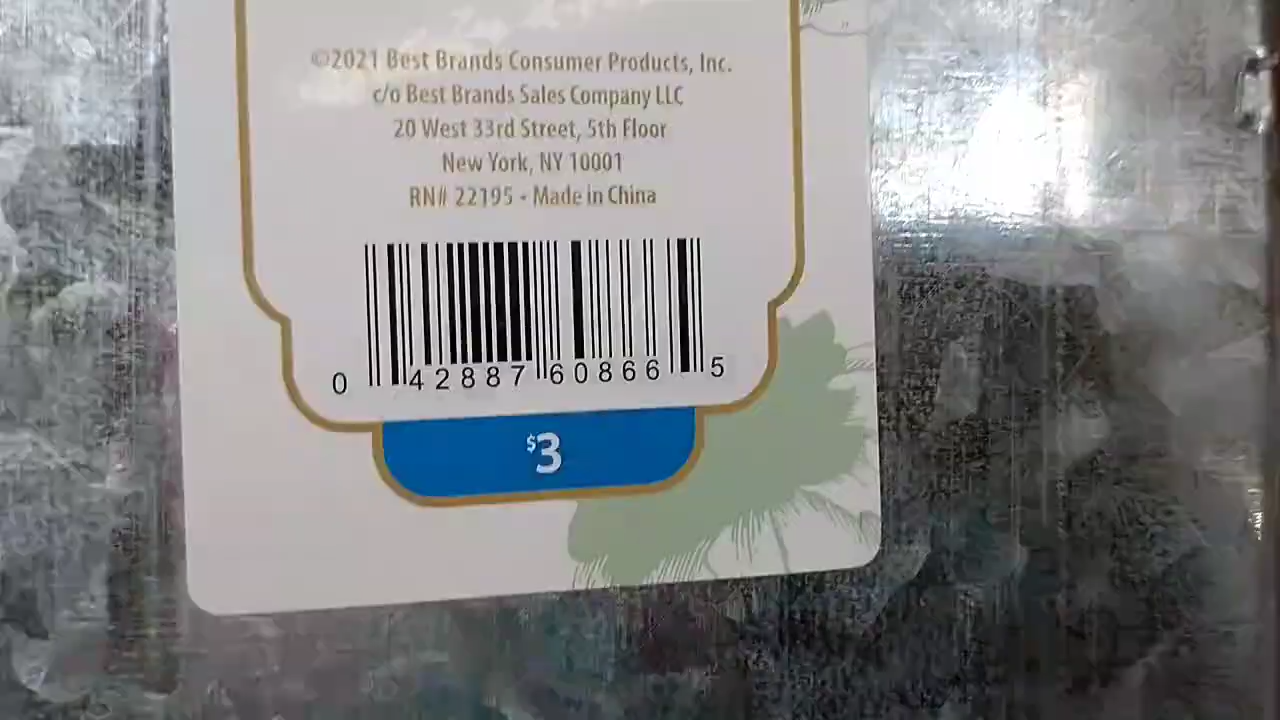 ©2021 Best Brands Consumer Products, Inc.
c/o Best Brands Sales Company LLC
20 West 33rd Street, 5th Floor
New York, NY 10001
RN# 22195 - Made in China
0 42887 60866 5
$3